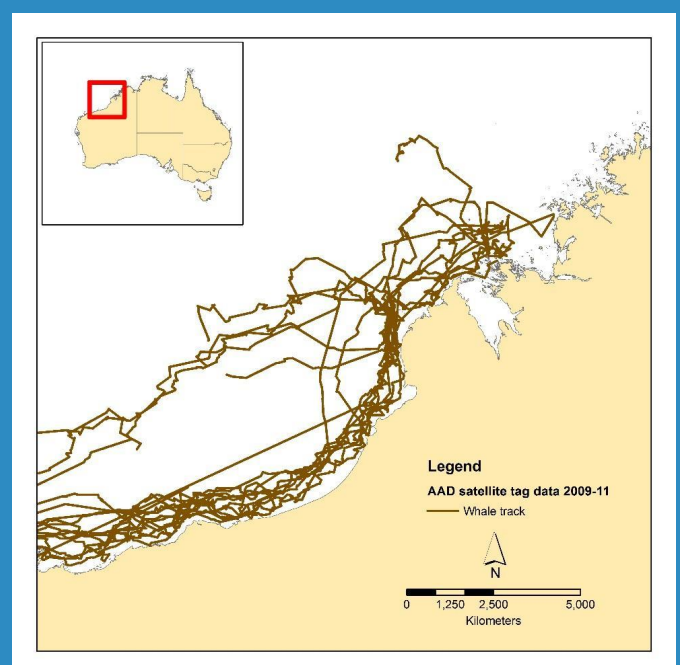 Legend
AAD satellite tag data 2009-11
Whale track
N
0 1,250 2,500 5,000
Kilometers